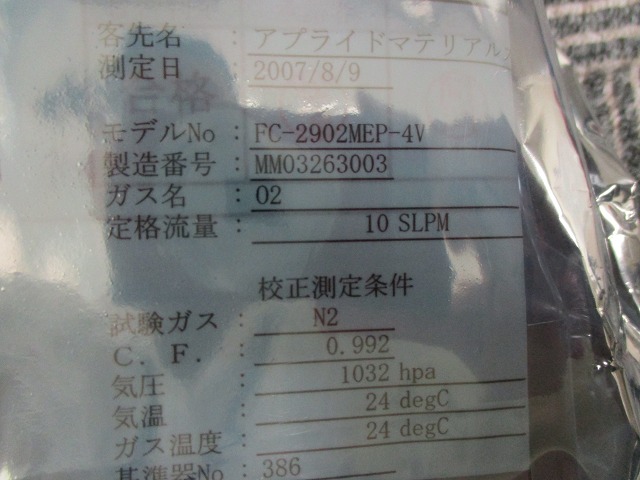 客先名 : アプライドマテリアル
測定日 : 2007/8/9
合格
モデルNo : FC-2902MEP-4V
製造番号 : MM03263003
ガス名 : O2
定格流量 : 10 SLPM
校正測定条件
試験ガス : N2
C. F. : 0.992
気圧 : 1032 hpa
気温 : 24 degC
ガス温度 : 24 degC
基準器No : 386